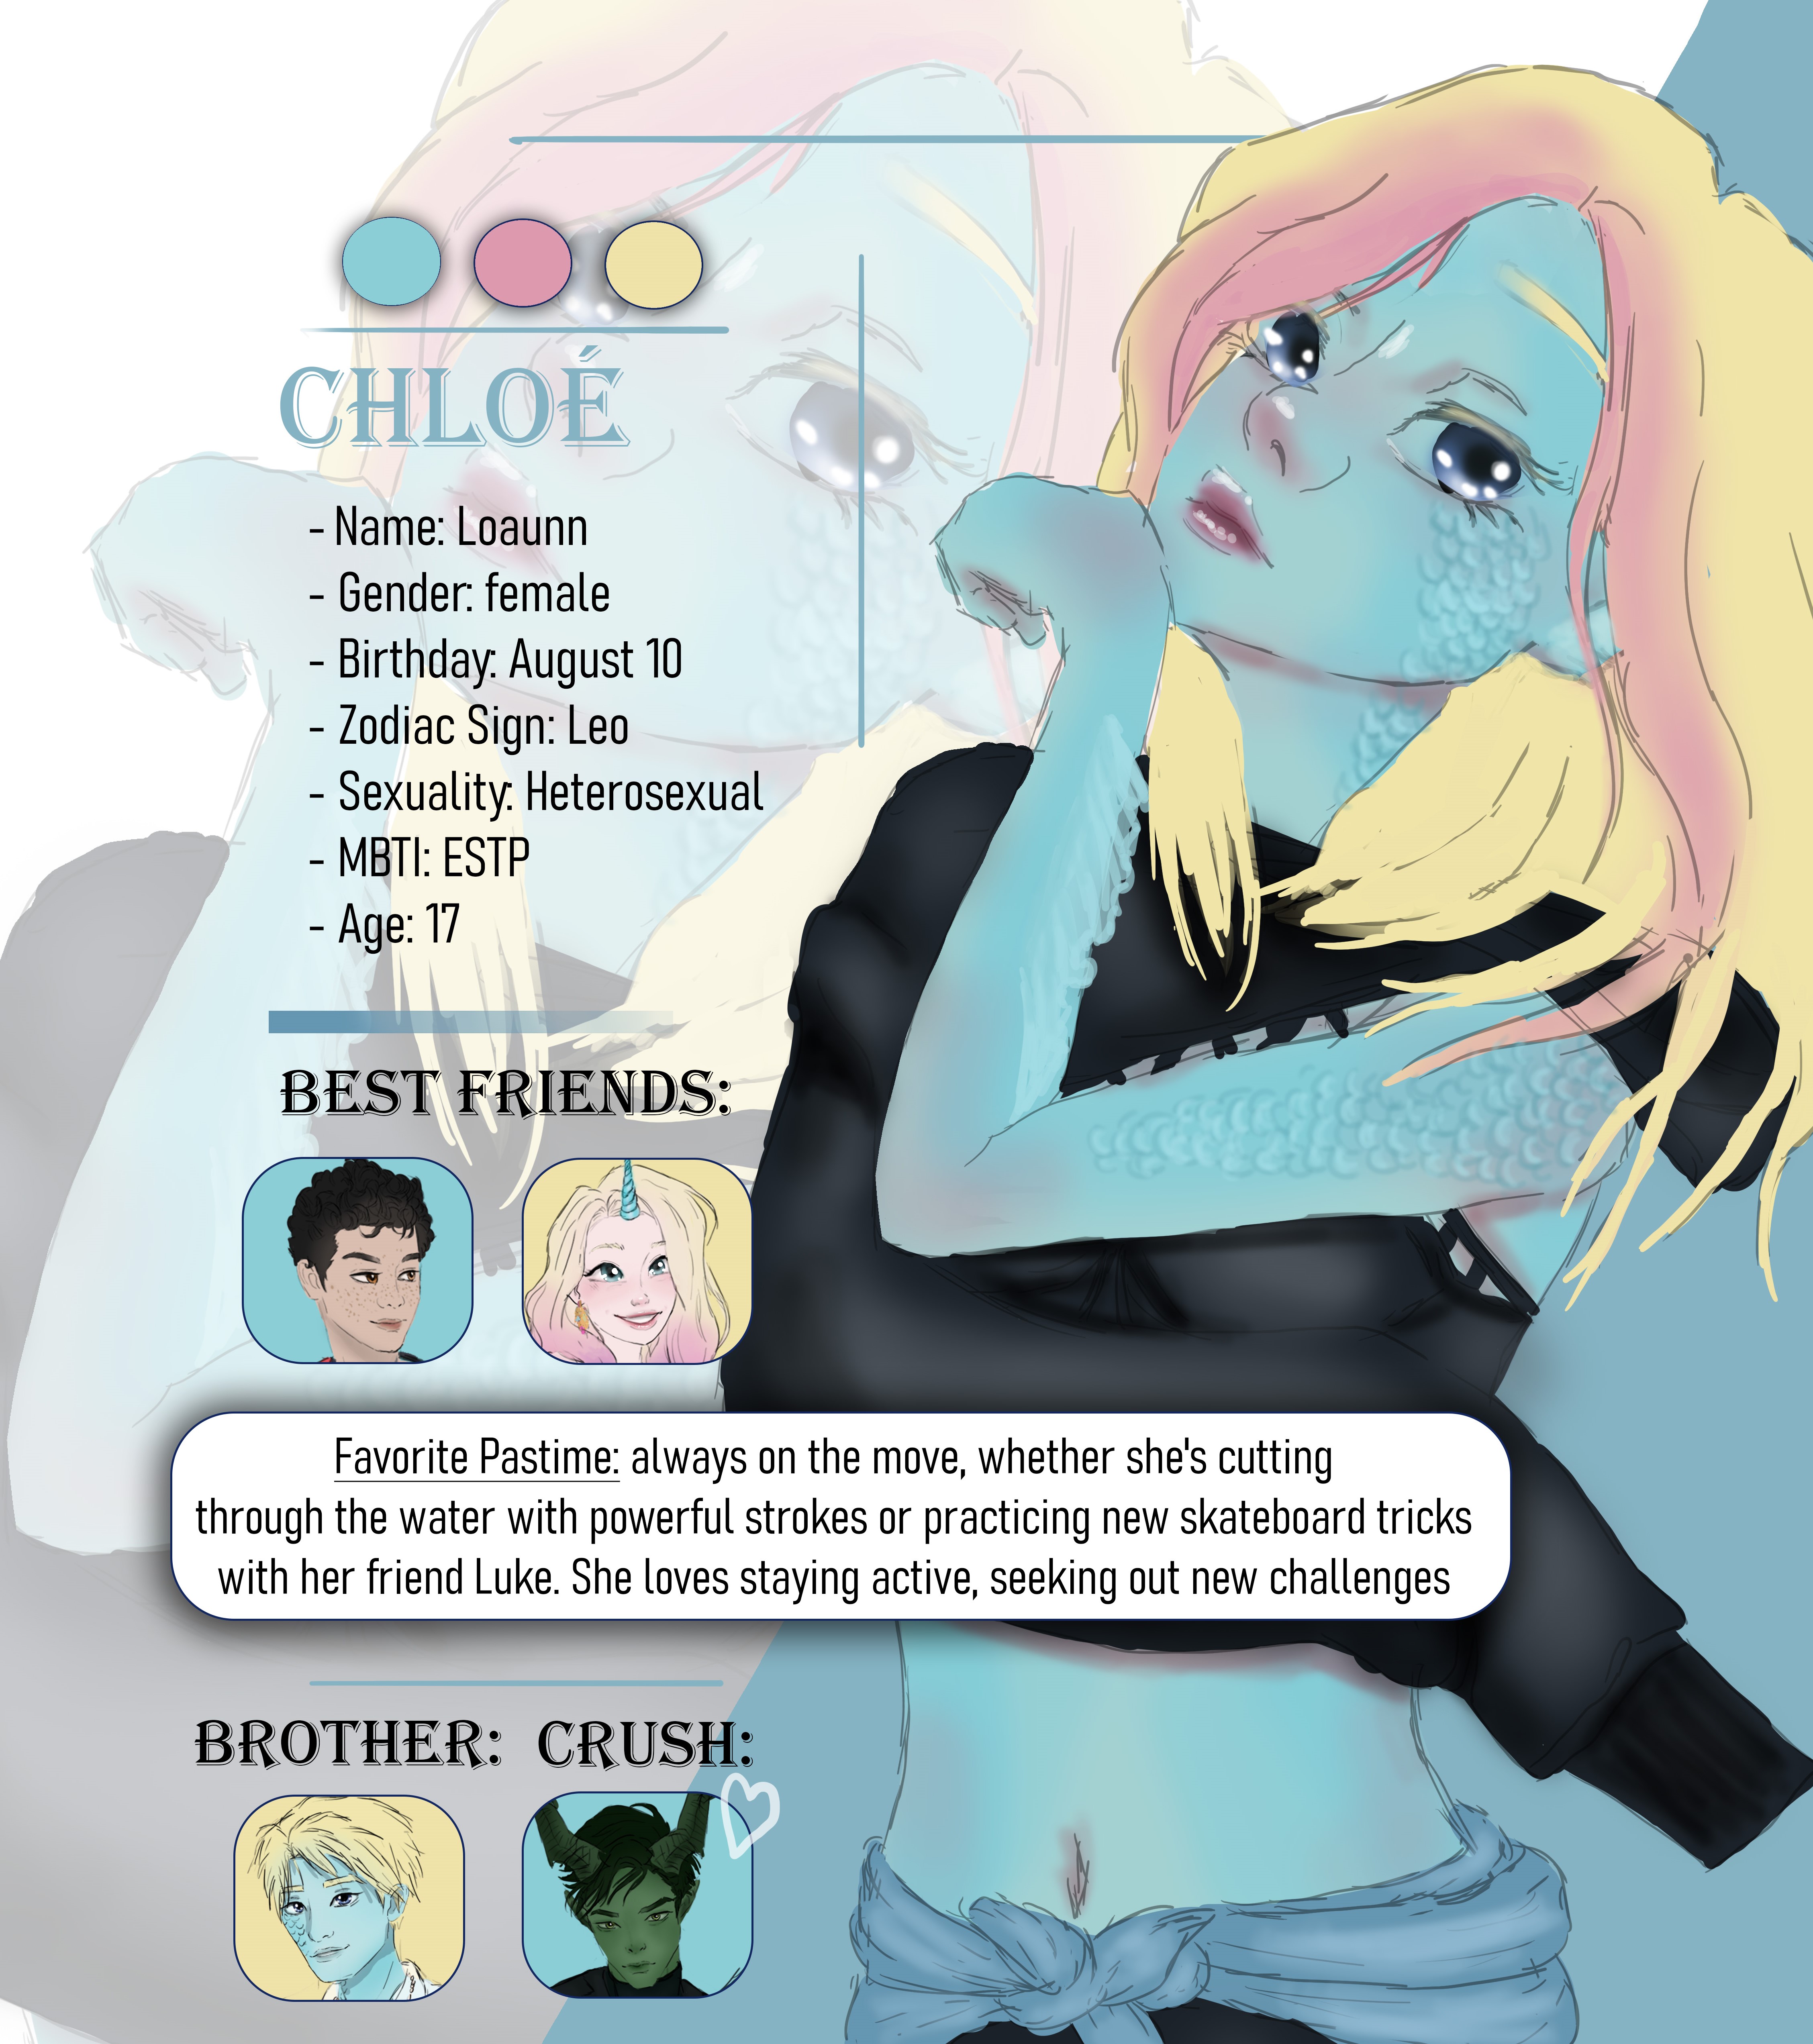 CHLOÉ
- Name: Loaunn
- Gender: female
- Birthday: August 10
- Zodiac Sign: Leo
- Sexuality: Heterosexual
- MBTI: ESTP
- Age: 17
BEST FRIENDS:
Favorite Pastime: always on the move, whether she's cutting
through the water with powerful strokes or practicing new skateboard tricks
with her friend Luke. She loves staying active, seeking out new challenges
BROTHER: CRUSH: